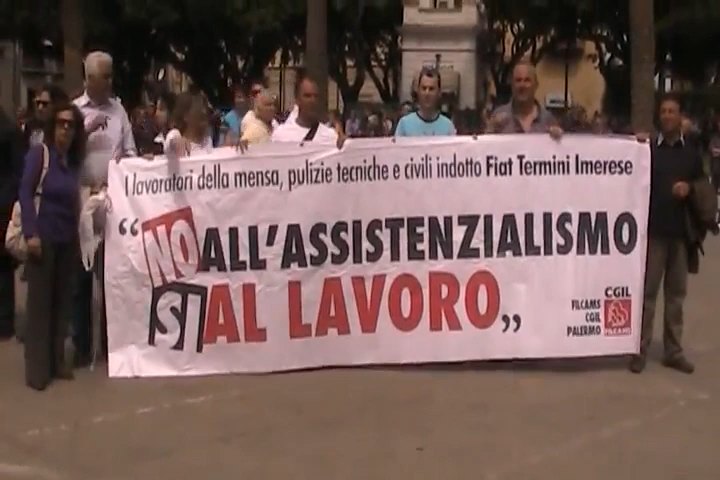 I lavoratori della mensa, pulizie tecniche e civili indotto Fiat Termini Imerese
“NO ALL'ASSISTENZIALISMO
SI AL LAVORO„
CGIL
FILCAMS
CGIL
PALERMO
FILCAMS